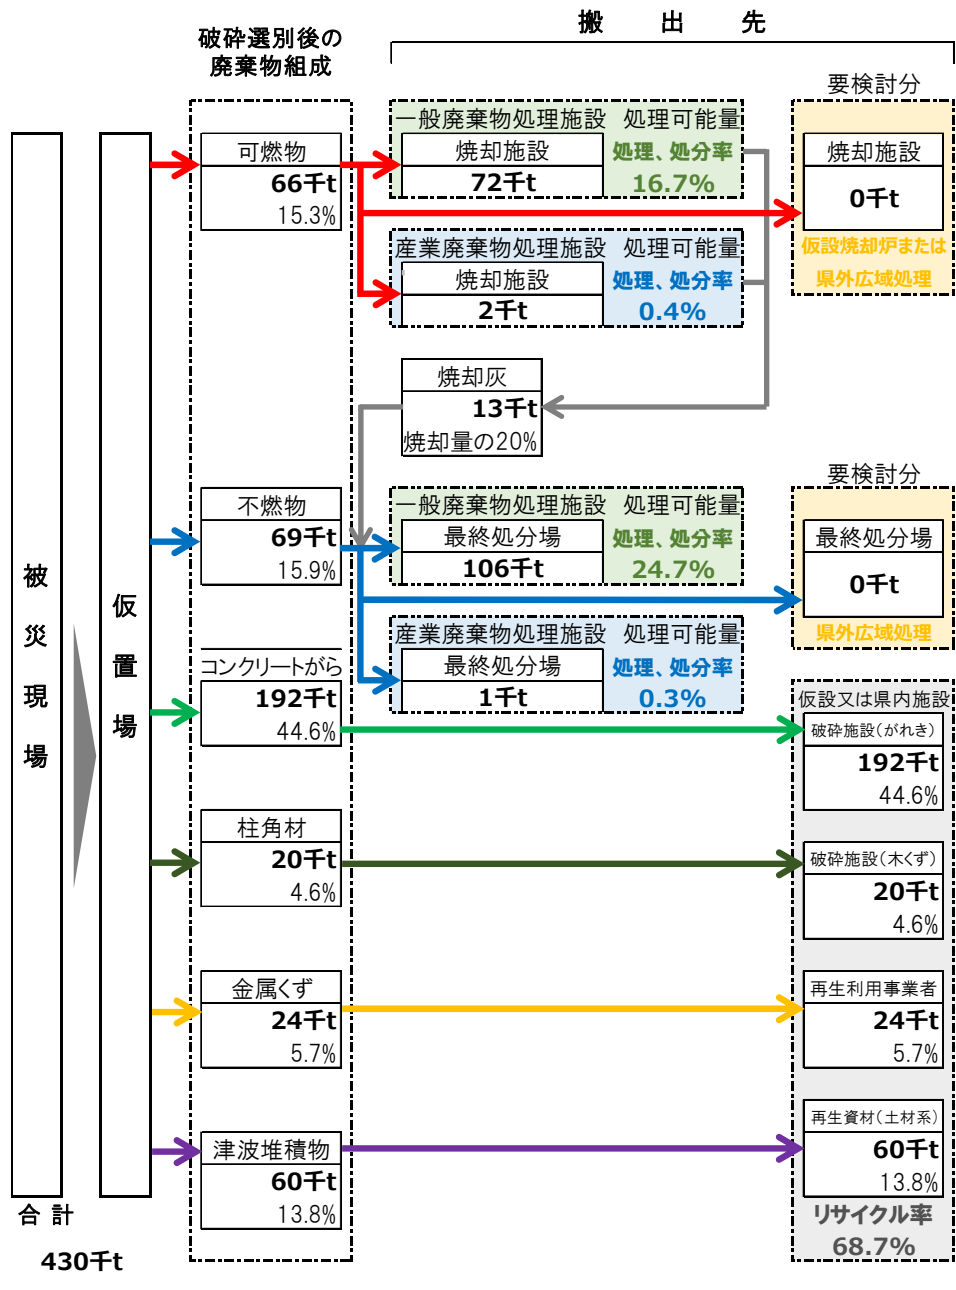 搬 出 先
破砕選別後の
廃棄物組成
要検討分
一般廃棄物処理施設 処理可能量
可燃物
66千t
15.3%
焼却施設
72千t
処理、処分率
16.7%
焼却施設
0千t
仮設焼却炉または
県外広域処理
産業廃棄物処理施設 処理可能量
焼却施設
2千t
処理、処分率
0.4%
焼却灰
13千t
焼却量の20%
要検討分
一般廃棄物処理施設 処理可能量
不燃物
69千t
15.9%
最終処分場
106千t
処理、処分率
24.7%
最終処分場
0千t
県外広域処理
産業廃棄物処理施設 処理可能量
最終処分場
1千t
処理、処分率
0.3%
被災現場
仮置場
コンクリートがら
192千t
44.6%
仮設又は県内施設
破砕施設(がれき)
192千t
44.6%
柱角材
20千t
4.6%
破砕施設(木くず)
20千t
4.6%
金属くず
24千t
5.7%
再生利用事業者
24千t
5.7%
津波堆積物
60千t
13.8%
再生資材(土材系)
60千t
13.8%
リサイクル率
68.7%
合計
430千t